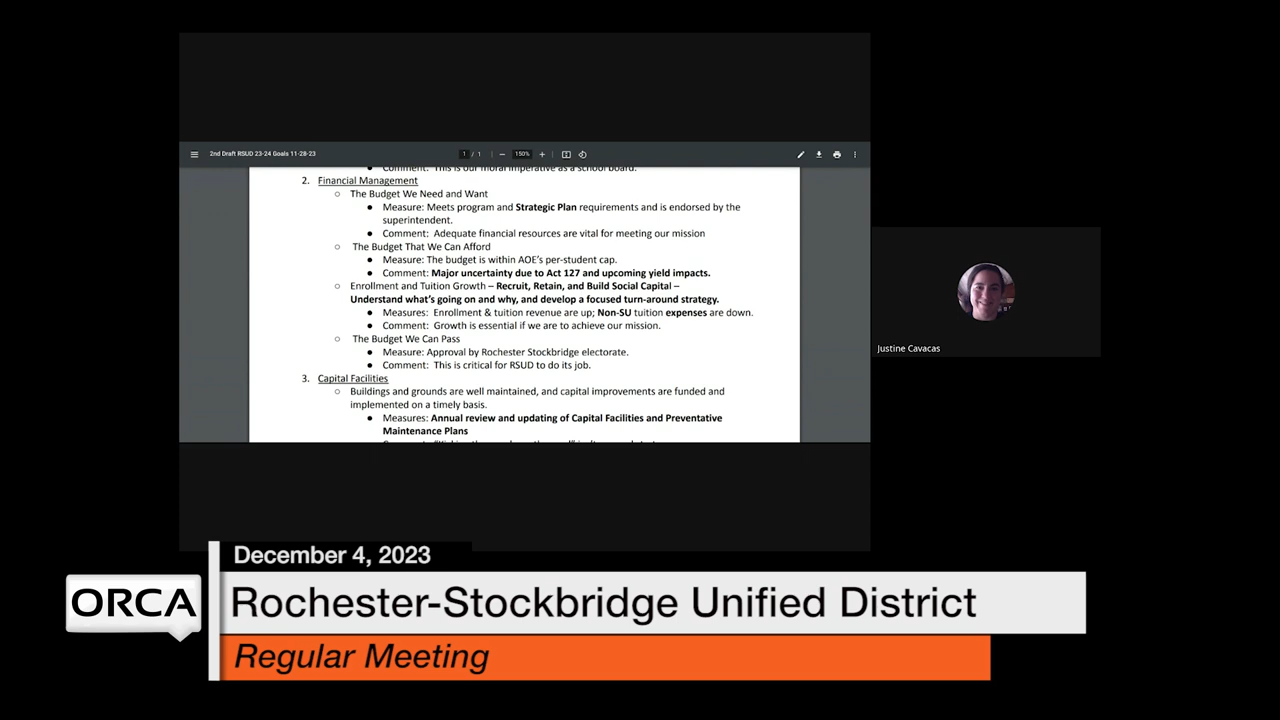 2nd Draft RSUD 23-24 Goals 11-28-23
1 / 1
150%
Comment: This is our moral imperative as a school board.
2. Financial Management
○ The Budget We Need and Want
● Measure: Meets program and Strategic Plan requirements and is endorsed by the
superintendent.
● Comment: Adequate financial resources are vital for meeting our mission
○ The Budget That We Can Afford
● Measure: The budget is within AOE's per-student cap.
● Comment: Major uncertainty due to Act 127 and upcoming yield impacts.
○ Enrollment and Tuition Growth – Recruit, Retain, and Build Social Capital –
Understand what's going on and why, and develop a focused turn-around strategy.
● Measures: Enrollment & tuition revenue are up; Non-SU tuition expenses are down.
● Comment: Growth is essential if we are to achieve our mission.
○ The Budget We Can Pass
● Measure: Approval by Rochester Stockbridge electorate.
● Comment: This is critical for RSUD to do its job.
3. Capital Facilities
○ Buildings and grounds are well maintained, and capital improvements are funded and
implemented on a timely basis.
● Measures: Annual review and updating of Capital Facilities and Preventative
Maintenance Plans
Justine Cavacas
December 4, 2023
ORCA
Rochester-Stockbridge Unified District
Regular Meeting